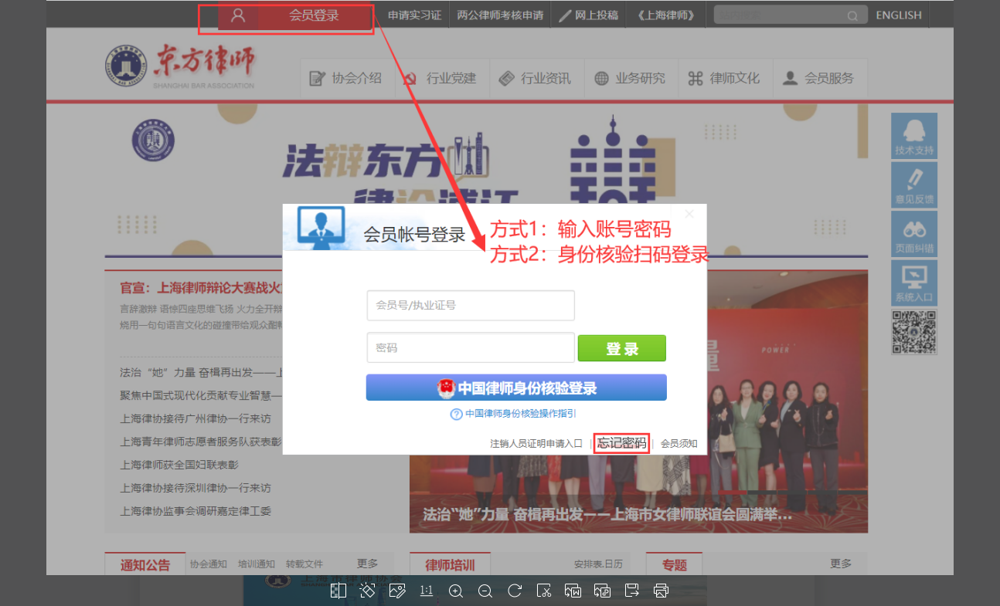 会员登录
申请实习证
两公律师考核申请
网上投稿
《上海律师》
ENGLISH
东方律师
SHANGHAI BAR ASSOCIATION
协会介绍
行业党建
行业资讯
业务研究
律师文化
会员服务
法辩东方
律论浦江
技术支持
意见反馈
页面纠错
系统入口
会员帐号登录
方式1：输入账号密码
方式2：身份核验扫码登录
会员号/执业证号
密码
登 录
中国律师身份核验登录
? 中国律师身份核验操作指引
注销人员证明申请入口 | 忘记密码 | 会员须知
官宣：上海律师辩论大赛战火
言辞激辩 语惊四座思维飞扬 火力全开辩
烧用一句句语言文化的碰撞带给观众酣畅
法治“她”力量 奋楫再出发——上
聚焦中国式现代化贡献专业智慧—
上海律协接待广州律协一行来访
上海青年律师志愿者服务队获表彰
上海律师获全国妇联表彰
上海律协接待深圳律协一行来访
上海律协监事会调研嘉定律工委
POWER
法治“她”力量 奋楫再出发——上海市女律师联谊会圆满举...
通知公告
协会通知
培训通知
转载文件
更多
律师培训
安排表.日历
专题
更多
上海市律师协会
1:1